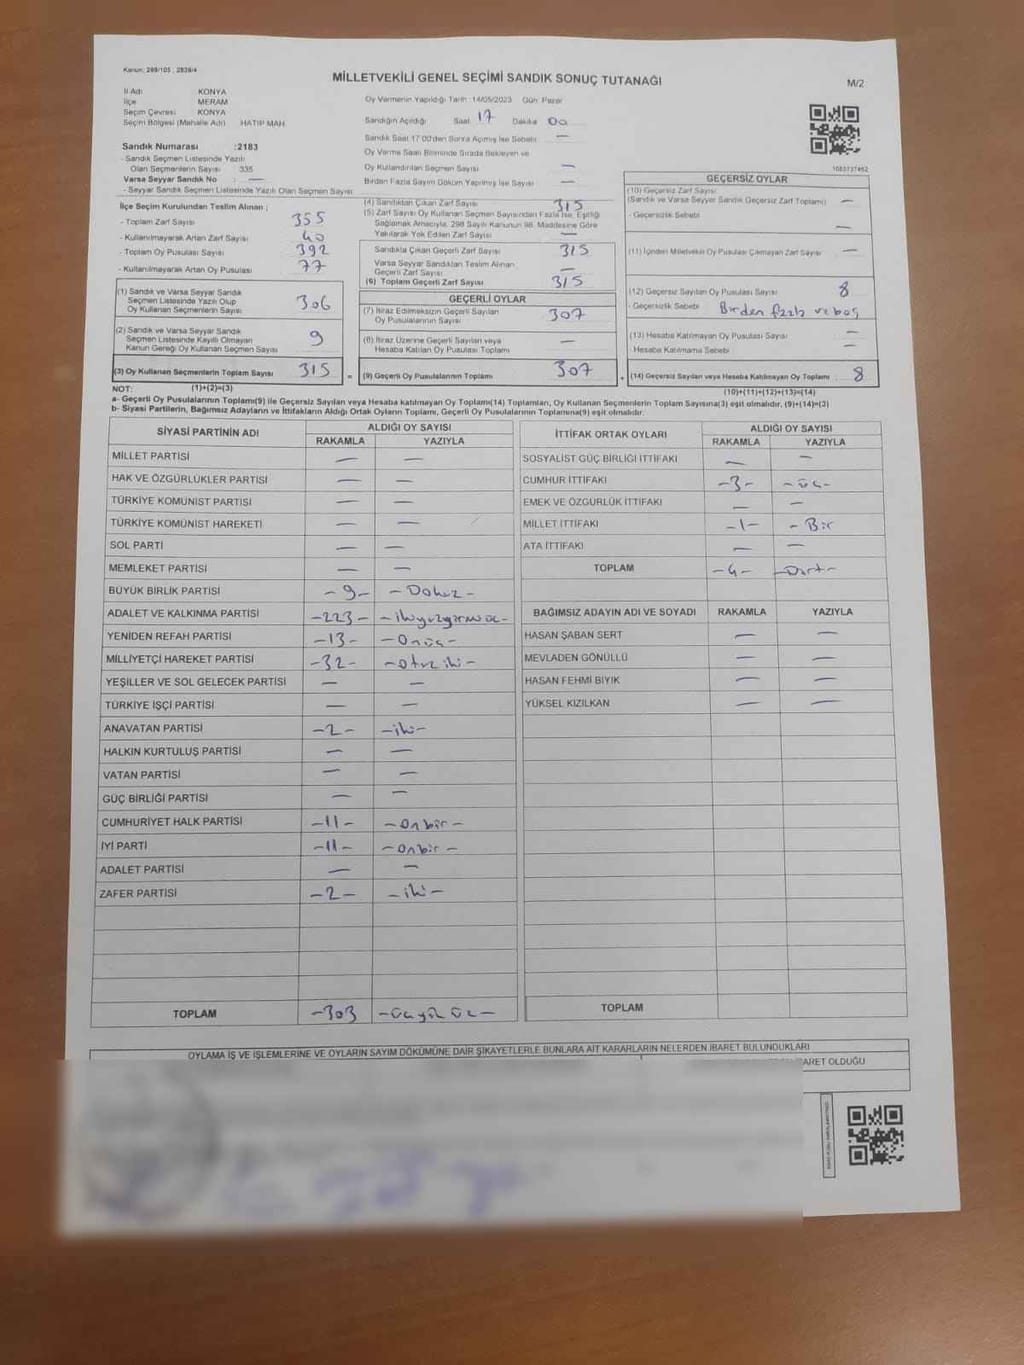 Kanun: 298/105 ; 2839/4
MİLLETVEKİLİ GENEL SEÇİMİ SANDIK SONUÇ TUTANAĞI
M/2
İl Adı KONYA
İlçe MERAM
Seçim Çevresi KONYA
Seçim Bölgesi (Mahalle Adı) HATIP MAH.
Sandık Numarası :2183
- Sandık Seçmen Listesinde Yazılı
Olan Seçmenlerin Sayısı : 335
Varsa Seyyar Sandık No : —
- Seyyar Sandık Seçmen Listesinde Yazılı Olan Seçmen Sayısı
Oy Vermenin Yapıldığı Tarih :14/05/2023 Gün: Pazar
Sandığın Açıldığı Saat 17 Dakika 00
Sandık Saat 17:00'den Sonra Açılmış İse Sebebi —
Oy Verme Saati Bitiminde Sırada Bekleyen ve
Oy Kullandırılan Seçmen Sayısı —
Birden Fazla Sayım Döküm Yapılmış İse Sayısı —
1083737462
İlçe Seçim Kurulundan Teslim Alınan ;
- Toplam Zarf Sayısı 355
- Kullanılmayarak Artan Zarf Sayısı 40
- Toplam Oy Pusulası Sayısı 392
- Kullanılmayarak Artan Oy Pusulası 77
(1) Sandık ve Varsa Seyyar Sandık
Seçmen Listesinde Yazılı Olup
Oy Kullanan Seçmenlerin Sayısı 306
(2) Sandık ve Varsa Seyyar Sandık
Seçmen Listesinde Kayıtlı Olmayan
Kanun Gereği Oy Kullanan Seçmen Sayısı 9
(3) Oy Kullanan Seçmenlerin Toplam Sayısı 315
(1)+(2)=(3)
(4) Sandıktan Çıkan Zarf Sayısı 315
(5) Zarf Sayısı Oy Kullanan Seçmen Sayısından Fazla İse, Eşitliği
Sağlamak Amacıyla, 298 Sayılı Kanunun 98. Maddesine Göre
Yakılarak Yok Edilen Zarf Sayısı —
Sandıkta Çıkan Geçerli Zarf Sayısı 315
Varsa Seyyar Sandıktan Teslim Alınan
Geçerli Zarf Sayısı —
(6) Toplam Geçerli Zarf Sayısı 315
GEÇERLİ OYLAR
(7) İtiraz Edilmeksizin Geçerli Sayılan
Oy Pusulalarının Sayısı 307
(8) İtiraz Üzerine Geçerli Sayılan veya
Hesaba Katılan Oy Pusulası Toplamı —
= (9) Geçerli Oy Pusulalarının Toplamı 307
GEÇERSİZ OYLAR
(10) Geçersiz Zarf Sayısı
(Sandık ve Varsa Seyyar Sandık Geçersiz Zarf Toplamı) —
- Geçersizlik Sebebi —
(11) İçinden Milletvekili Oy Pusulası Çıkmayan Zarf Sayısı —
(12) Geçersiz Sayılan Oy Pusulası Sayısı 8
- Geçersizlik Sebebi Birden fazla ve boş
(13) Hesaba Katılmayan Oy Pusulası Sayısı —
Hesaba Katılmama Sebebi —
+ (14) Geçersiz Sayılan veya Hesaba Katılmayan Oy Toplamı 8
(10)+(11)+(12)+(13)=(14)
NOT:
a- Geçerli Oy Pusulalarının Toplamı(9) ile Geçersiz Sayılan veya Hesaba katılmayan Oy Toplamı(14) Toplamları, Oy Kullanan Seçmenlerin Toplam Sayısına(3) eşit olmalıdır. (9)+(14)=(3)
b- Siyasi Partilerin, Bağımsız Adayların ve İttifakların Aldığı Ortak Oyların Toplamı, Geçerli Oy Pusulalarının Toplamına(9) eşit olmalıdır.
SİYASİ PARTİNİN ADI ALDIĞI OY SAYISI
RAKAMLA YAZIYLA
MİLLET PARTİSİ — —
HAK VE ÖZGÜRLÜKLER PARTİSİ — —
TÜRKİYE KOMÜNİST PARTİSİ — —
TÜRKİYE KOMÜNİST HAREKETİ — —
SOL PARTİ — —
MEMLEKET PARTİSİ — —
BÜYÜK BİRLİK PARTİSİ -9- -Dokuz-
ADALET VE KALKINMA PARTİSİ -223- -ikiyüzyirmiüç-
YENİDEN REFAH PARTİSİ -13- -Onüç-
MİLLİYETÇİ HAREKET PARTİSİ -32- -otuz iki-
YEŞİLLER VE SOL GELECEK PARTİSİ — —
TÜRKİYE İŞÇİ PARTİSİ — —
ANAVATAN PARTİSİ -2- -iki-
HALKIN KURTULUŞ PARTİSİ — —
VATAN PARTİSİ — —
GÜÇ BİRLİĞİ PARTİSİ — —
CUMHURİYET HALK PARTİSİ -11- -onbir-
İYİ PARTİ -11- -onbir-
ADALET PARTİSİ — —
ZAFER PARTİSİ -2- -iki-
TOPLAM -303- -üçyüz üç-
İTTİFAK ORTAK OYLARI ALDIĞI OY SAYISI
RAKAMLA YAZIYLA
SOSYALİST GÜÇ BİRLİĞİ İTTİFAKI — —
CUMHUR İTTİFAKI -3- -üç-
EMEK VE ÖZGÜRLÜK İTTİFAKI — —
MİLLET İTTİFAKI -1- -Bir
ATA İTTİFAKI — —
TOPLAM -4- -Dört-
BAĞIMSIZ ADAYIN ADI VE SOYADI RAKAMLA YAZIYLA
HASAN ŞABAN SERT — —
MEVLADEN GÖNÜLLÜ — —
HASAN FEHMİ BIYIK — —
YÜKSEL KIZILKAN — —
TOPLAM
OYLAMA İŞ VE İŞLEMLERİNE VE OYLARIN SAYIM DÖKÜMÜNE DAİR ŞİKAYETLERLE BUNLARA AİT KARARLARIN NELERDEN İBARET BULUNDUKLARI
ARET OLDUĞU